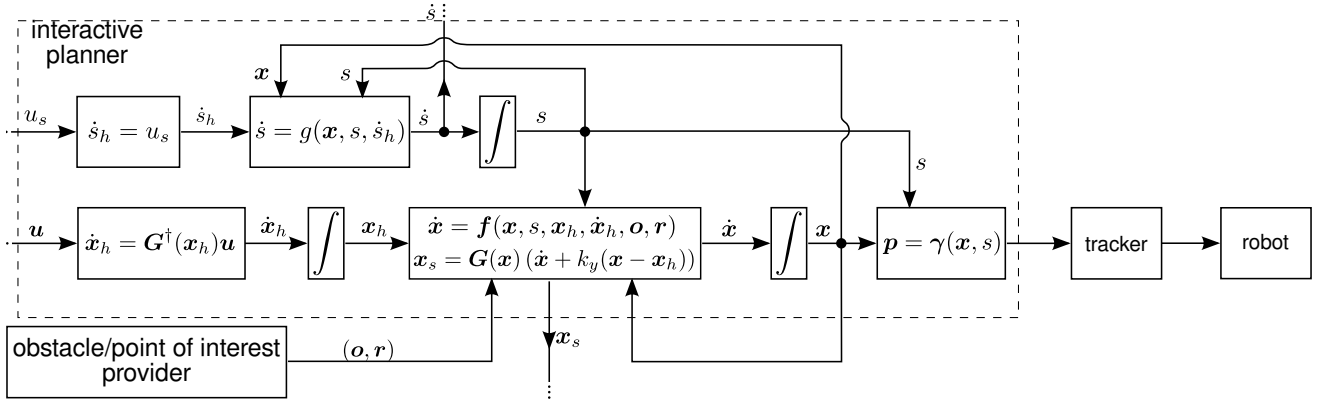 ṡ
interactive
planner
𝒙
s
u_s
ṡ_h = u_s
ṡ_h
ṡ = g(𝒙, s, ṡ_h)
ṡ
∫
s
s
𝒖
𝒙̇_h = 𝑮^†(𝒙_h)𝒖
𝒙̇_h
∫
𝒙_h
𝒙̇ = 𝒇(𝒙, s, 𝒙_h, 𝒙̇_h, 𝒐, 𝒓)
𝒙_s = 𝑮(𝒙) (𝒙̇ + k_y(𝒙 − 𝒙_h))
𝒙̇
∫
𝒙
𝒑 = 𝜸(𝒙, s)
tracker
robot
obstacle/point of interest
provider
(𝒐, 𝒓)
𝒙_s